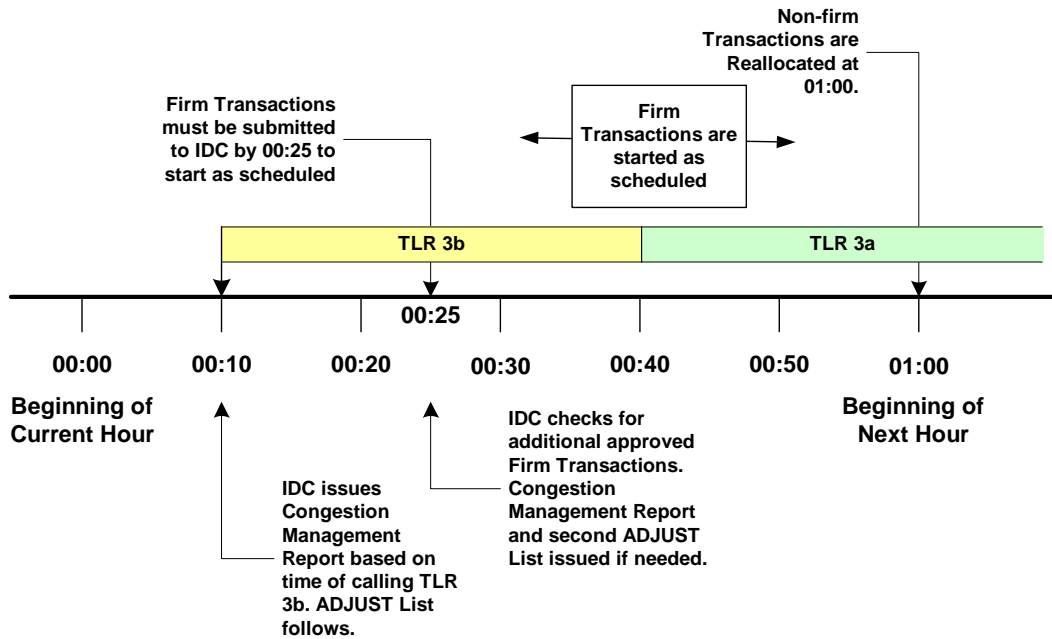 Non-firm
Transactions are
Reallocated at
01:00.
Firm Transactions
must be submitted
to IDC by 00:25 to
start as scheduled
Firm
Transactions are
started as
scheduled
TLR 3b
TLR 3a
00:25
00:00
00:10
00:20
00:30
00:40
00:50
01:00
Beginning of
Current Hour
Beginning of
Next Hour
IDC issues
Congestion
Management
Report based on
time of calling TLR
3b. ADJUST List
follows.
IDC checks for
additional approved
Firm Transactions.
Congestion
Management Report
and second ADJUST
List issued if needed.